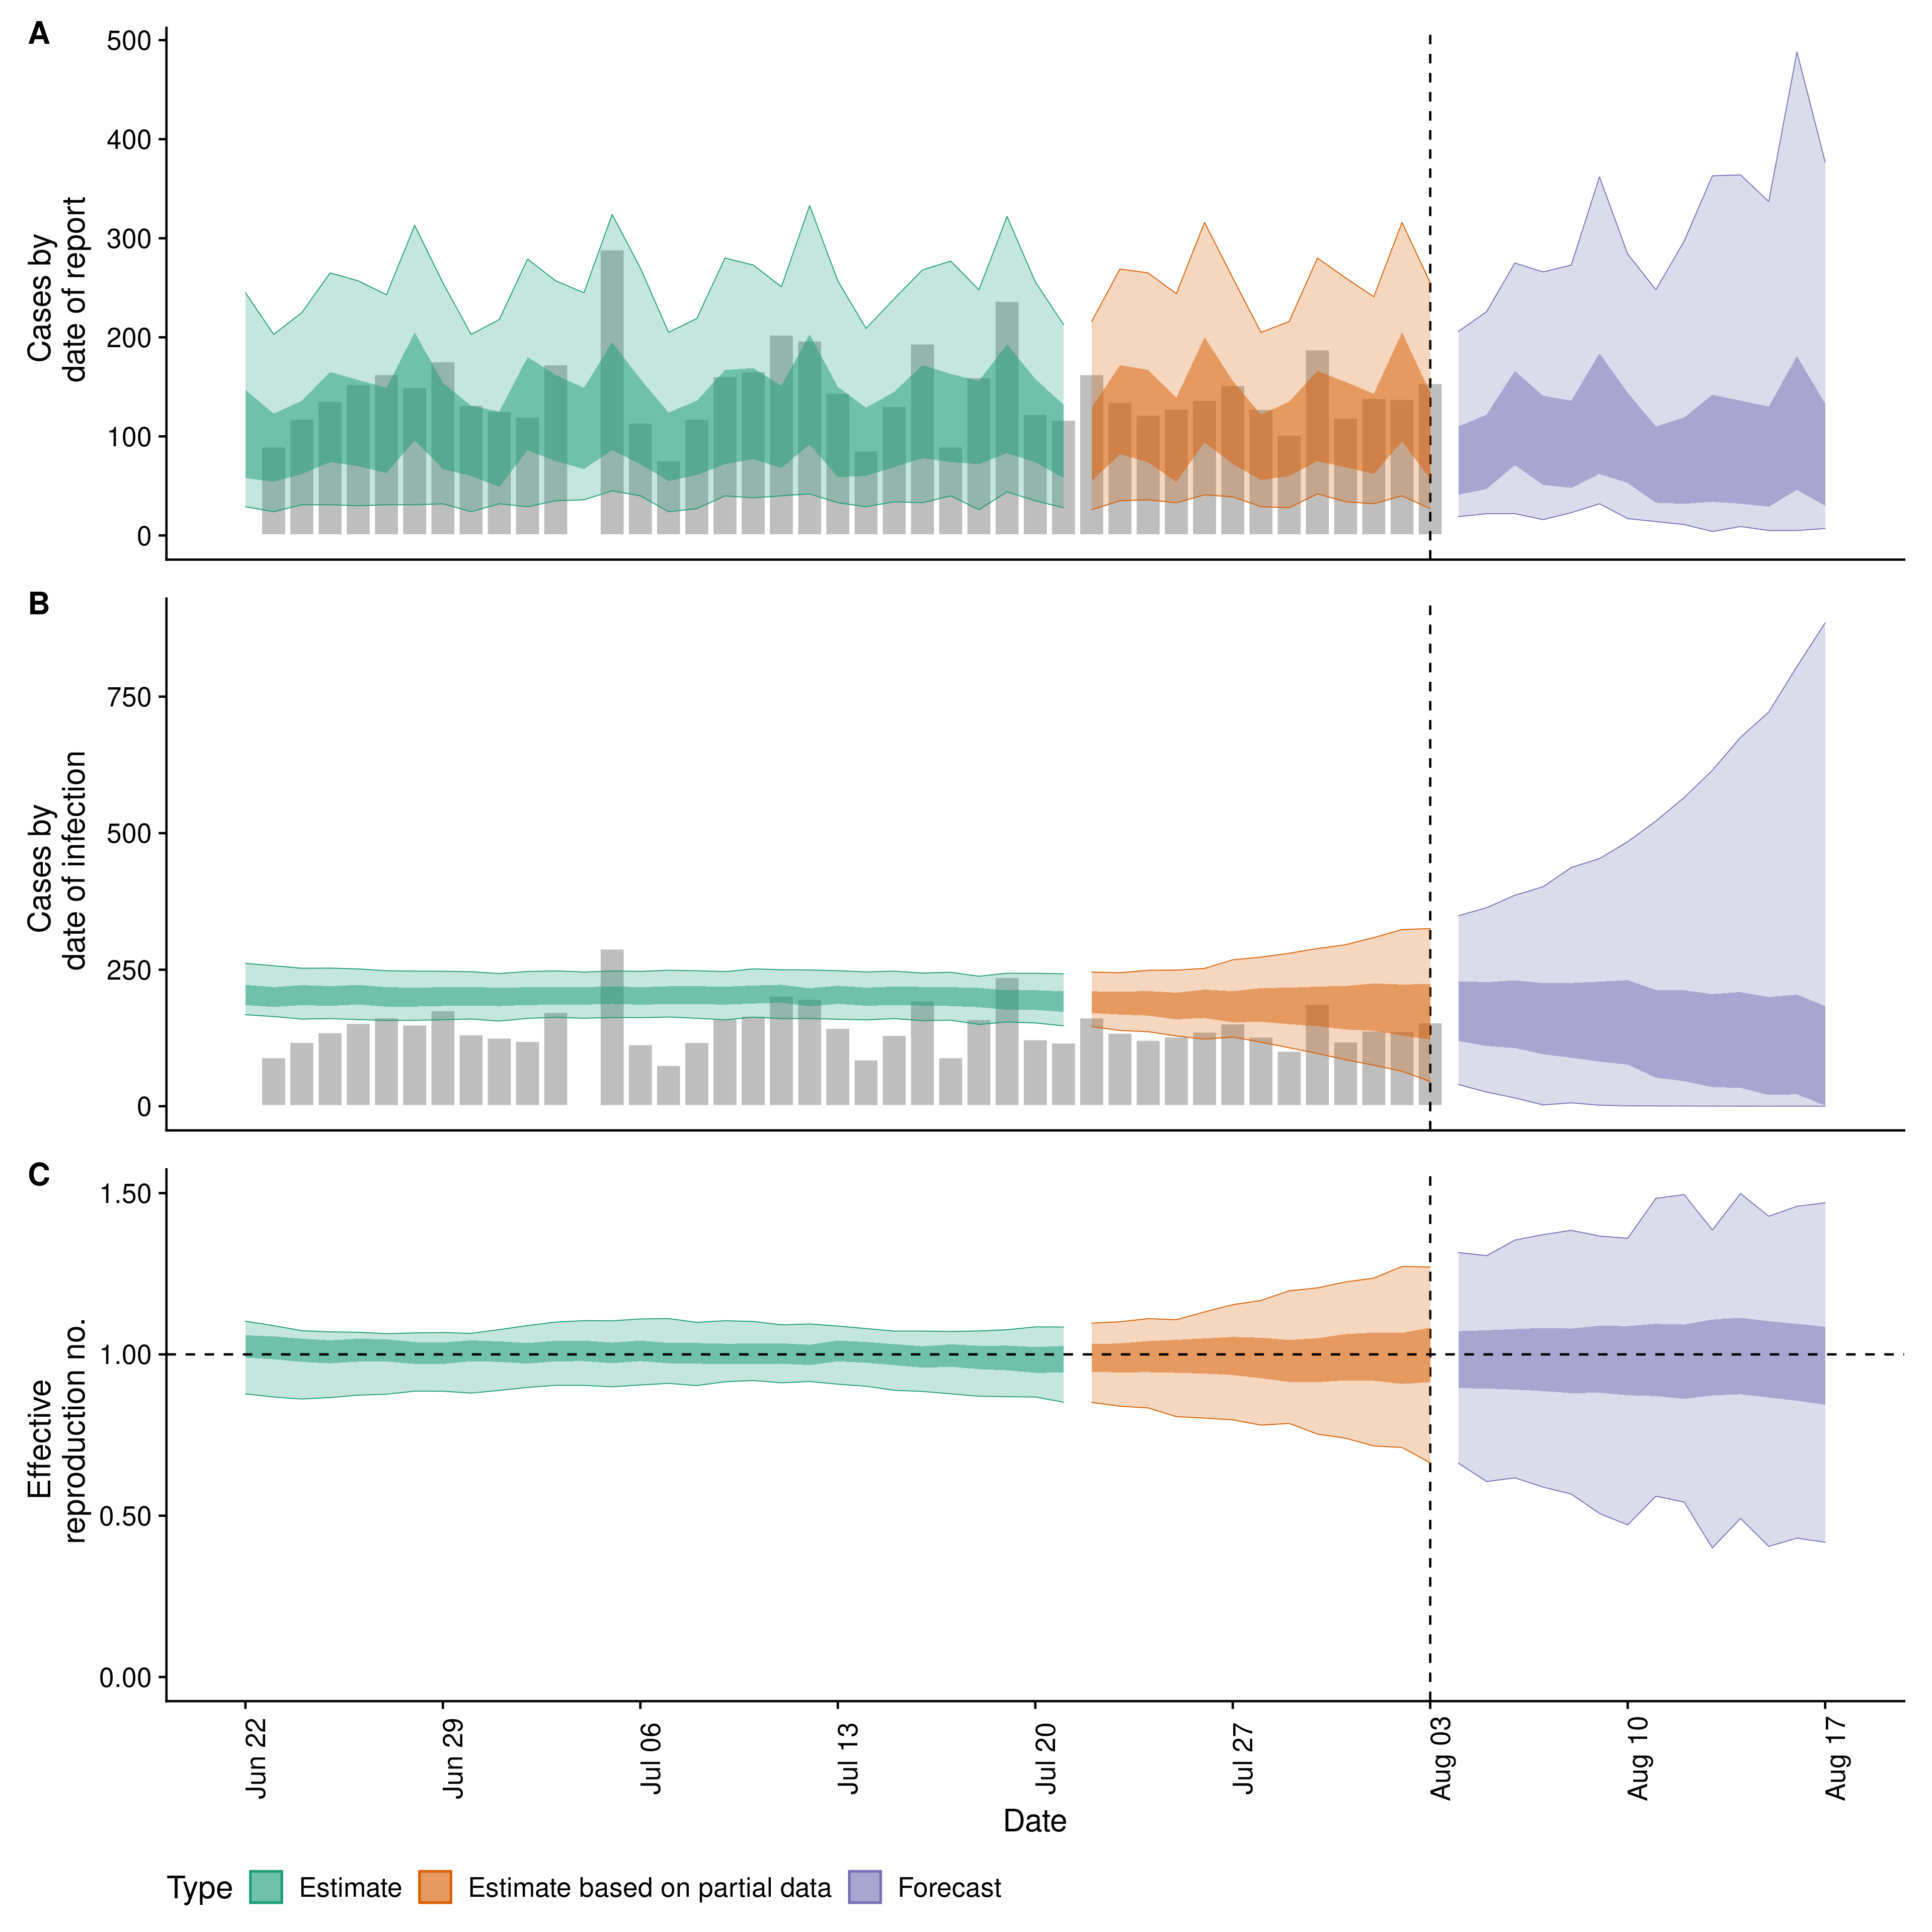 A
500
400
300
200
100
0
Cases by
date of report
B
750
500
250
0
Cases by
date of infection
C
1.50
1.00
0.50
0.00
Effective
reproduction no.
Jun 22
Jun 29
Jul 06
Jul 13
Jul 20
Jul 27
Aug 03
Aug 10
Aug 17
Date
Type
Estimate
Estimate based on partial data
Forecast